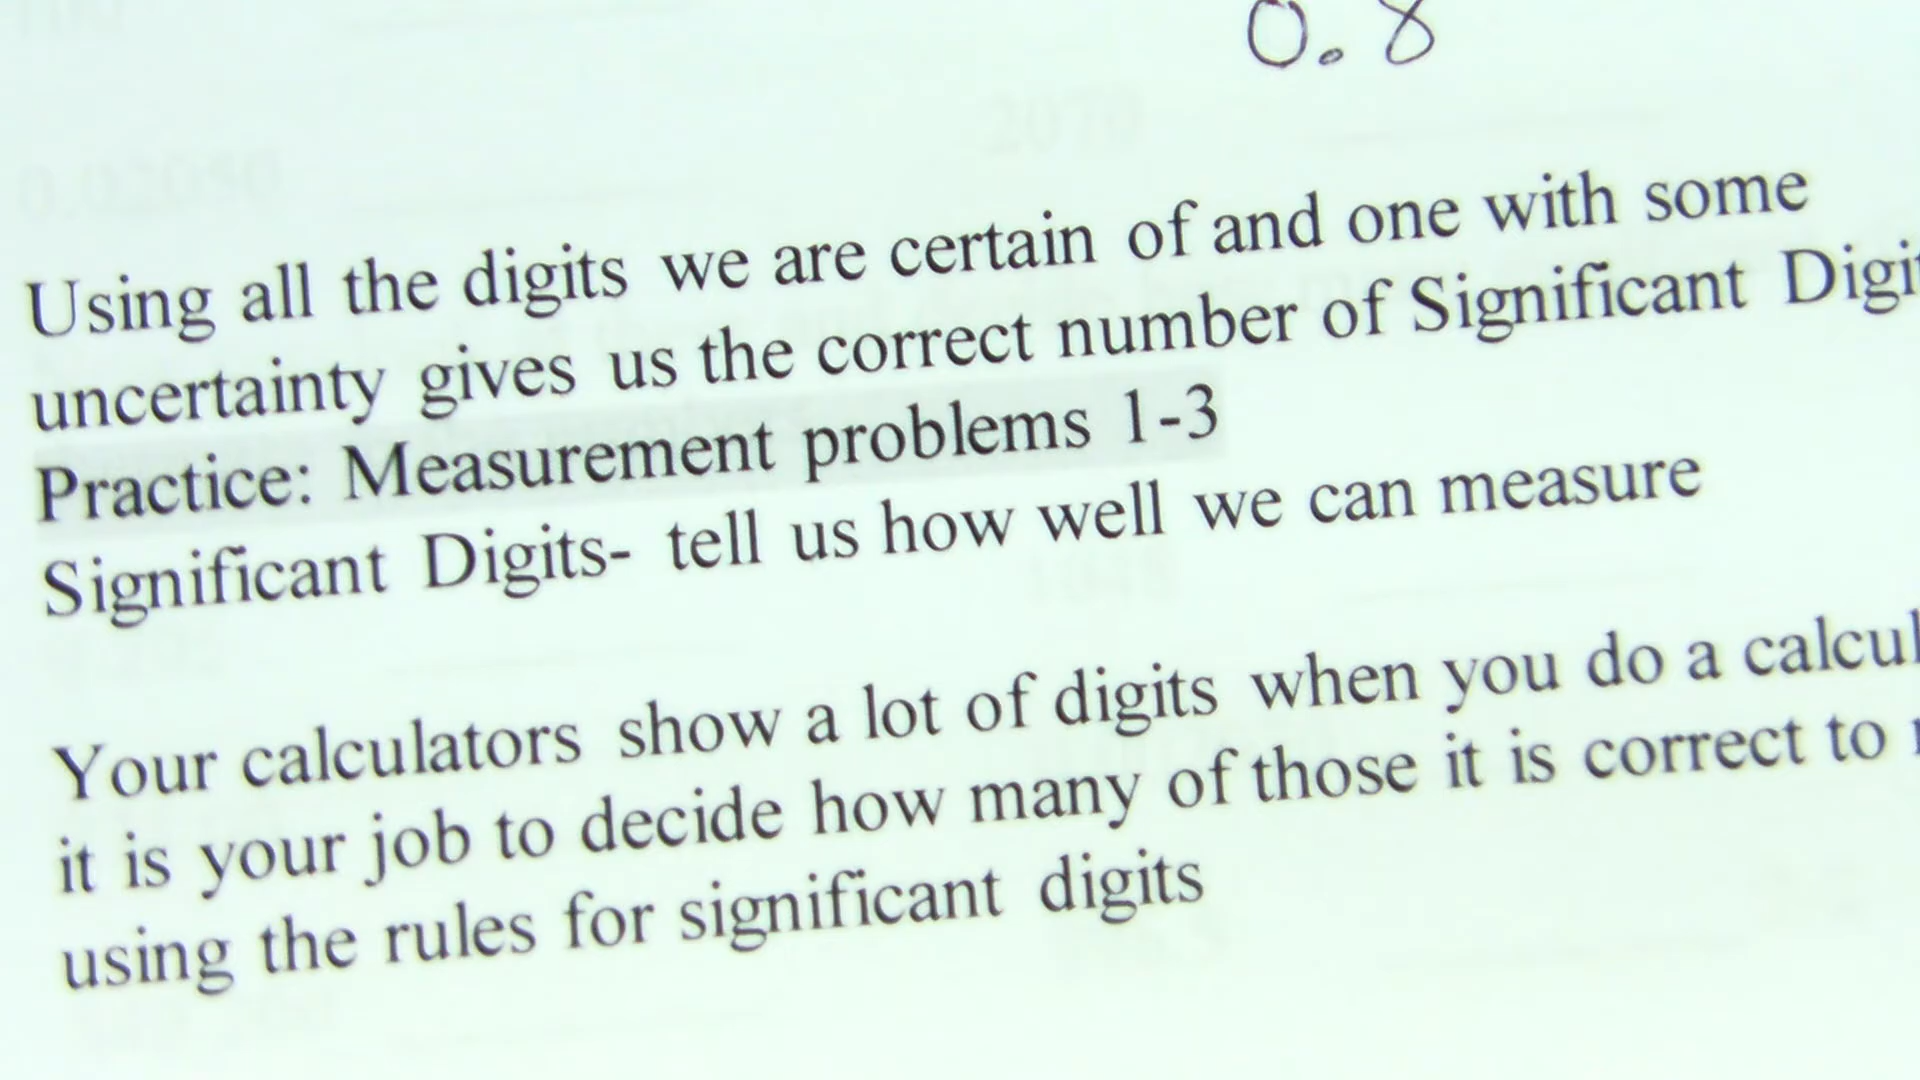 0.8
2070
0.02050
Using all the digits we are certain of and one with some
uncertainty gives us the correct number of Significant
Practice: Measurement problems 1-3
Significant Digits- tell us how well we can measure
Your calculators show a lot of digits when you do a
it is your job to decide how many of those it is correct to
using the rules for significant digits